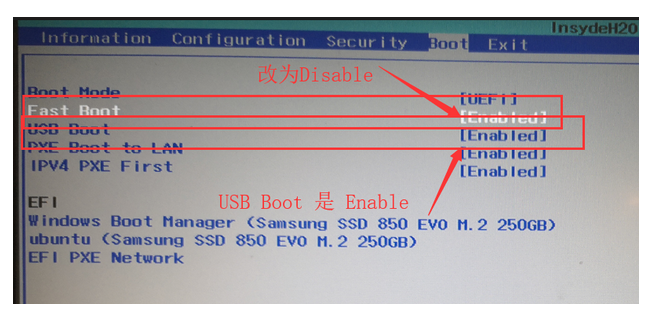 InsydeH20
Information Configuration Security Boot Exit
改为Disable
Boot Mode [UEFI]
Fast Boot [Enabled]
USB Boot [Enabled]
PXE Boot to LAN [Enabled]
IPV4 PXE First [Enabled]
USB Boot 是 Enable
EFI
Windows Boot Manager (Samsung SSD 850 EVO M.2 250GB)
ubuntu (Samsung SSD 850 EVO M.2 250GB)
EFI PXE Network